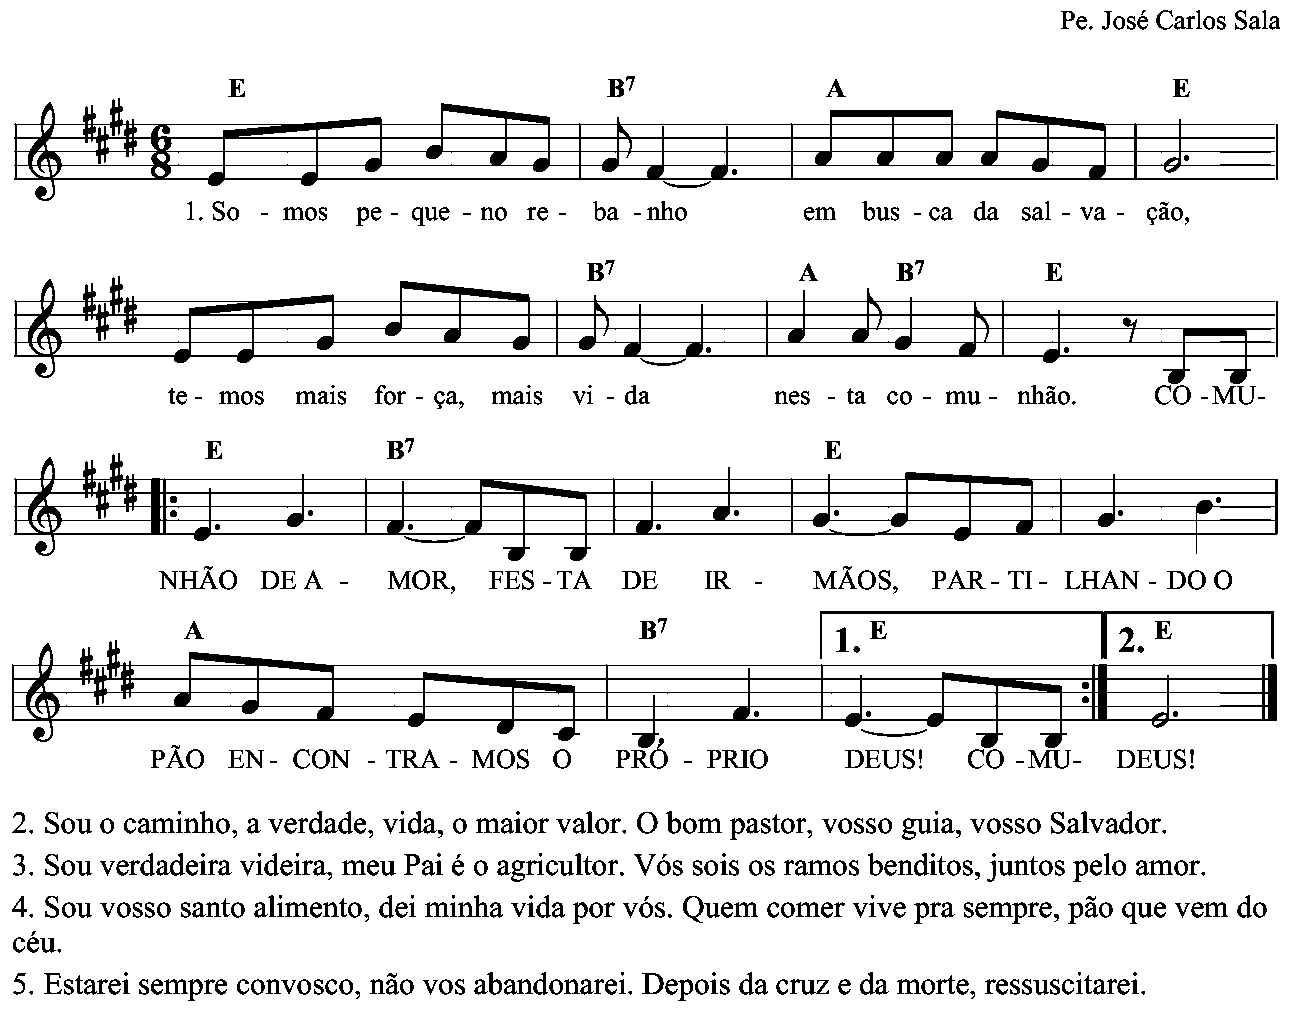 Pe. José Carlos Sala
E B7 A E
6
8
1. So - mos pe - que - no re - ba - nho em bus - ca da sal - va - ção,
B7 A B7 E
te - mos mais for - ça, mais vi - da nes - ta co - mu - nhão. CO - MU-
E B7 E
NHÃO DE A - MOR, FES - TA DE IR - MÃOS, PAR - TI - LHAN - DO O
A B7 1. E 2. E
PÃO EN - CON - TRA - MOS O PRÓ - PRIO DEUS! CO - MU- DEUS!
2. Sou o caminho, a verdade, vida, o maior valor. O bom pastor, vosso guia, vosso Salvador.
3. Sou verdadeira videira, meu Pai é o agricultor. Vós sois os ramos benditos, juntos pelo amor.
4. Sou vosso santo alimento, dei minha vida por vós. Quem comer vive pra sempre, pão que vem do
céu.
5. Estarei sempre convosco, não vos abandonarei. Depois da cruz e da morte, ressuscitarei.